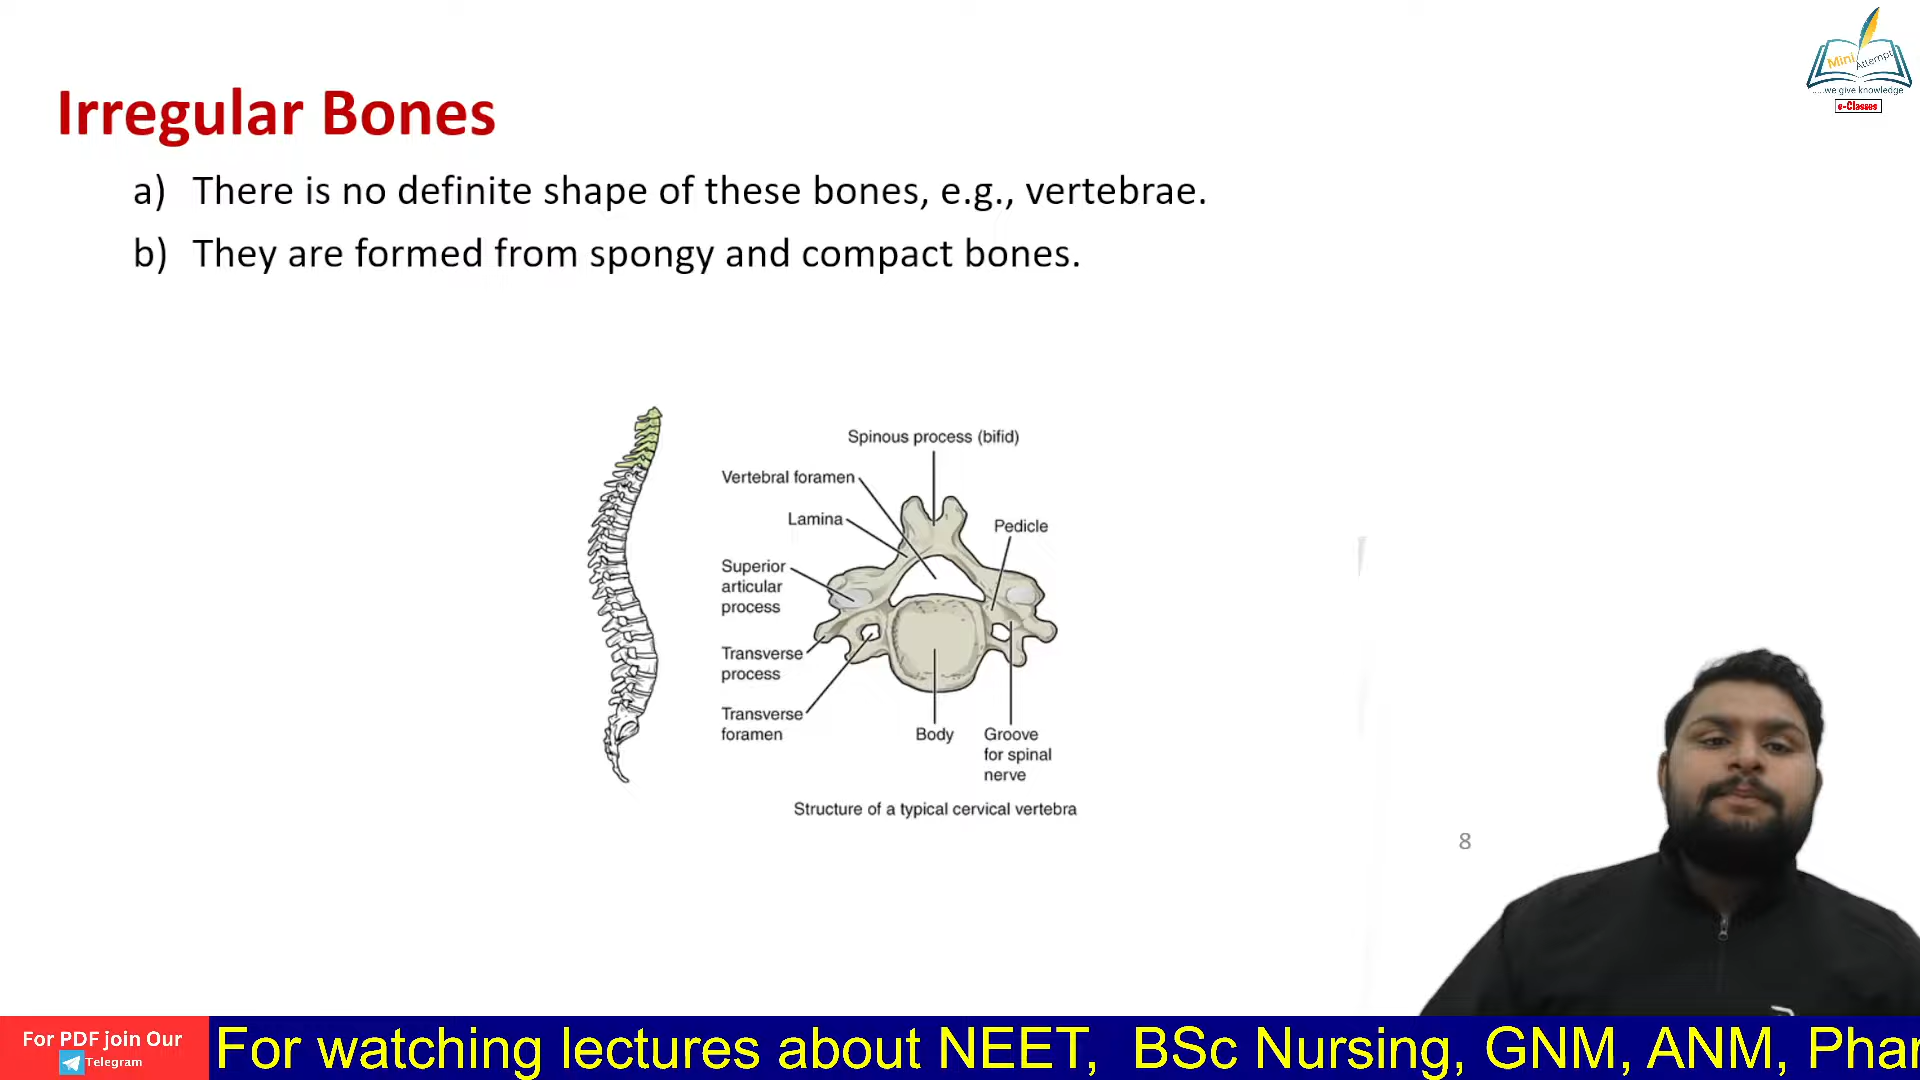 Mini Attempt
.....we give knowledge
e-Classes
Irregular Bones
a) There is no definite shape of these bones, e.g., vertebrae.
b) They are formed from spongy and compact bones.
Spinous process (bifid)
Vertebral foramen
Lamina
Pedicle
Superior
articular
process
Transverse
process
Transverse
foramen
Body
Groove
for spinal
nerve
Structure of a typical cervical vertebra
8
For PDF join Our
Telegram
For watching lectures about NEET, BSc Nursing, GNM, ANM, Phar